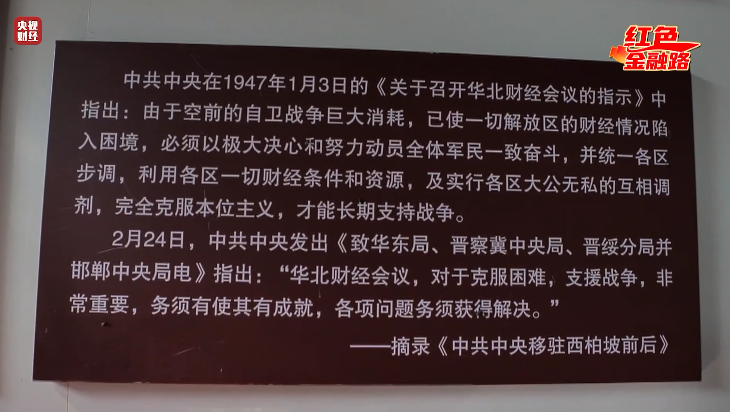 央视
财经
红色
金融路
中共中央在1947年1月3日的《关于召开华北财经会议的指示》中
指出：由于空前的自卫战争巨大消耗，已使一切解放区的财经情况陷
入困境，必须以极大决心和努力动员全体军民一致奋斗，并统一各区
步调，利用各区一切财经条件和资源，及实行各区大公无私的互相调
剂，完全克服本位主义，才能长期支持战争。
2月24日，中共中央发出《致华东局、晋察冀中央局、晋绥分局并
邯郸中央局电》指出：“华北财经会议，对于克服困难，支援战争，非
常重要，务须有使其有成就，各项问题务须获得解决。”
——摘录《中共中央移驻西柏坡前后》